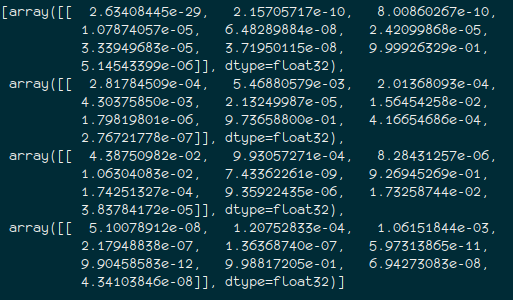 [array([[ 2.63408445e-29, 2.15705717e-10, 8.00860267e-10,
1.07874057e-05, 6.48289884e-08, 2.42099868e-05,
3.33949683e-05, 3.71950115e-08, 9.99926329e-01,
5.14543399e-06]], dtype=float32),
array([[ 2.81784509e-04, 5.46880579e-03, 2.01368093e-04,
4.30375850e-03, 2.13249987e-05, 1.56454258e-02,
1.79819801e-06, 9.73658800e-01, 4.16654686e-04,
2.76721778e-07]], dtype=float32),
array([[ 4.38750982e-02, 9.93057271e-04, 8.28431257e-06,
1.06304083e-02, 7.43362261e-09, 9.26945269e-01,
1.74251327e-04, 9.35922435e-06, 1.73258744e-02,
3.83784172e-05]], dtype=float32),
array([[ 5.10078912e-08, 1.20752833e-04, 1.06151844e-03,
2.17948838e-07, 1.36368740e-07, 5.97313865e-11,
9.90458583e-12, 9.98817205e-01, 6.94273083e-08,
4.34103846e-08]], dtype=float32)]